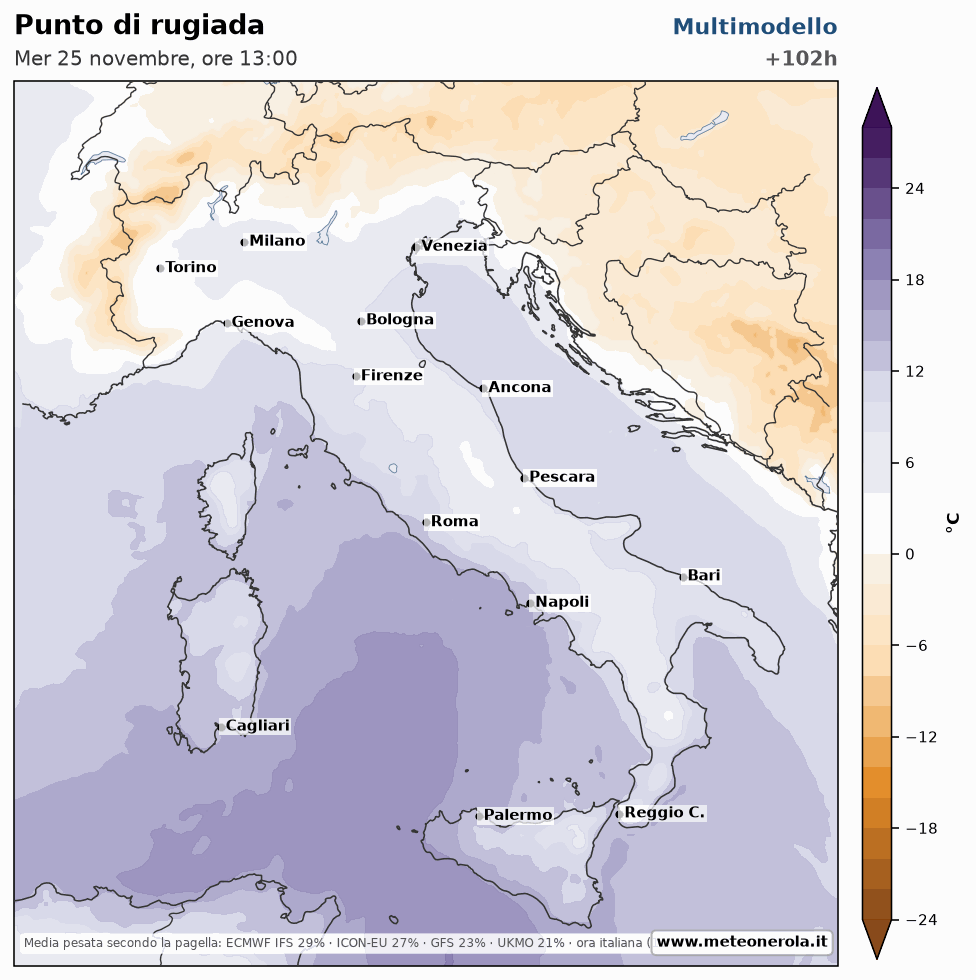 Punto di rugiada
Multimodello
Mer 25 novembre, ore 13:00
+102h
Milano
Venezia
Torino
Genova
Bologna
Firenze
Ancona
Pescara
Roma
Bari
Napoli
Cagliari
Palermo
Reggio C.
24
18
12
6
0
−6
−12
−18
−24
°C
Media pesata secondo la pagella: ECMWF IFS 29% · ICON-EU 27% · GFS 23% · UKMO 21% · ora italiana (
www.meteonerola.it